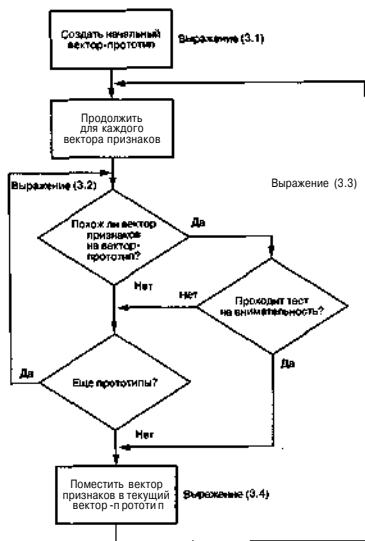 Создать начальный
вектор-прототип
Выражение (3.1)
Продолжить
для каждого
вектора признаков
Выражение (3.2)
Выражение (3.3)
Похож ли вектор
признаков
на вектор-
прототип?
Да
Нет
Нет
Проходит тест
на внимательность?
Да
Да
Еще прототипы?
Нет
Поместить вектор
признаков в текущий
вектор -п рототи п
Выражение (3.4)